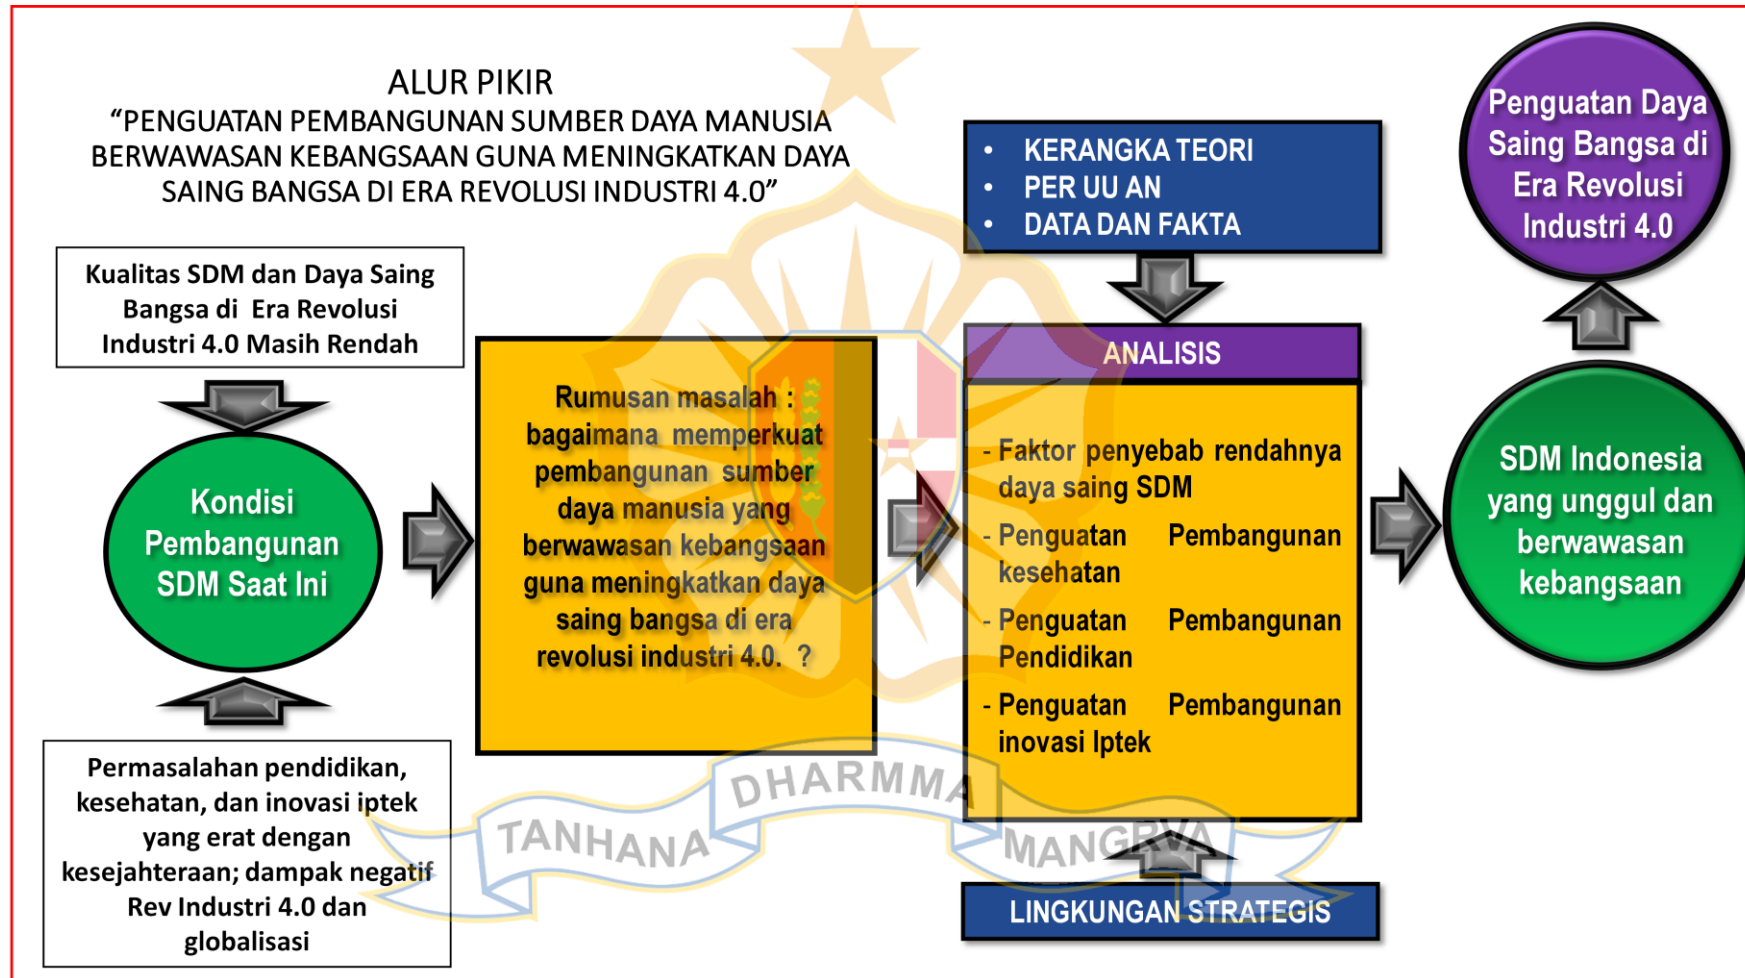 ALUR PIKIR
“PENGUATAN PEMBANGUNAN SUMBER DAYA MANUSIA
BERWAWASAN KEBANGSAAN GUNA MENINGKATKAN DAYA
SAING BANGSA DI ERA REVOLUSI INDUSTRI 4.0”
Kualitas SDM dan Daya Saing
Bangsa di Era Revolusi
Industri 4.0 Masih Rendah
Kondisi
Pembangunan
SDM Saat Ini
Permasalahan pendidikan,
kesehatan, dan inovasi iptek
yang erat dengan
kesejahteraan; dampak negatif
Rev Industri 4.0 dan
globalisasi
Rumusan masalah :
bagaimana memperkuat
pembangunan sumber
daya manusia yang
berwawasan kebangsaan
guna meningkatkan daya
saing bangsa di era
revolusi industri 4.0. ?
• KERANGKA TEORI
• PER UU AN
• DATA DAN FAKTA
ANALISIS
- Faktor penyebab rendahnya
daya saing SDM
- Penguatan Pembangunan
kesehatan
- Penguatan Pembangunan
Pendidikan
- Penguatan Pembangunan
inovasi Iptek
LINGKUNGAN STRATEGIS
SDM Indonesia
yang unggul dan
berwawasan
kebangsaan
Penguatan Daya
Saing Bangsa di
Era Revolusi
Industri 4.0
TANHANA DHARMMA MANGRVA